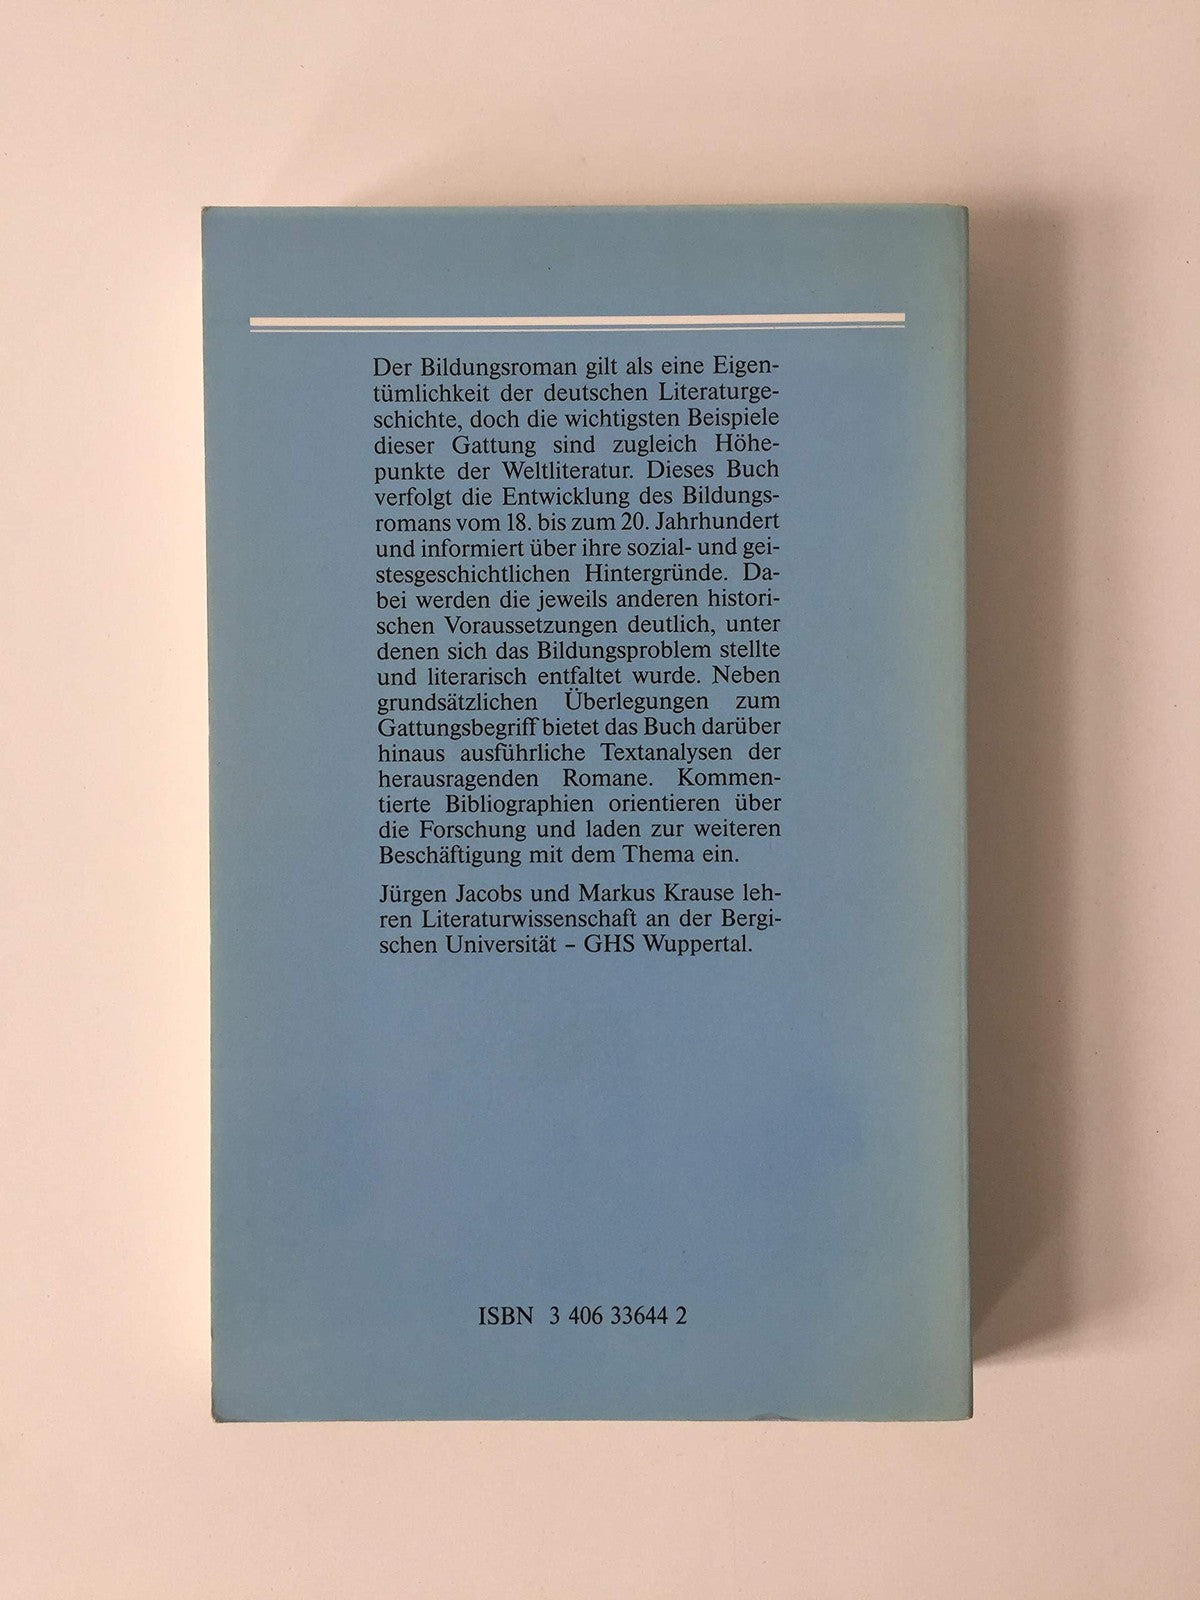 Der Bildungsroman gilt als eine Eigen-
tümlichkeit der deutschen Literaturge-
schichte, doch die wichtigsten Beispiele
dieser Gattung sind zugleich Höhe-
punkte der Weltliteratur. Dieses Buch
verfolgt die Entwicklung des Bildungs-
romans vom 18. bis zum 20. Jahrhundert
und informiert über ihre sozial- und gei-
stesgeschichtlichen Hintergründe. Da-
bei werden die jeweils anderen histori-
schen Voraussetzungen deutlich, unter
denen sich das Bildungsproblem stellte
und literarisch entfaltet wurde. Neben
grundsätzlichen Überlegungen zum
Gattungsbegriff bietet das Buch darüber
hinaus ausführliche Textanalysen der
herausragenden Romane. Kommen-
tierte Bibliographien orientieren über
die Forschung und laden zur weiteren
Beschäftigung mit dem Thema ein.
Jürgen Jacobs und Markus Krause leh-
ren Literaturwissenschaft an der Bergi-
schen Universität – GHS Wuppertal.
ISBN 3 406 33644 2